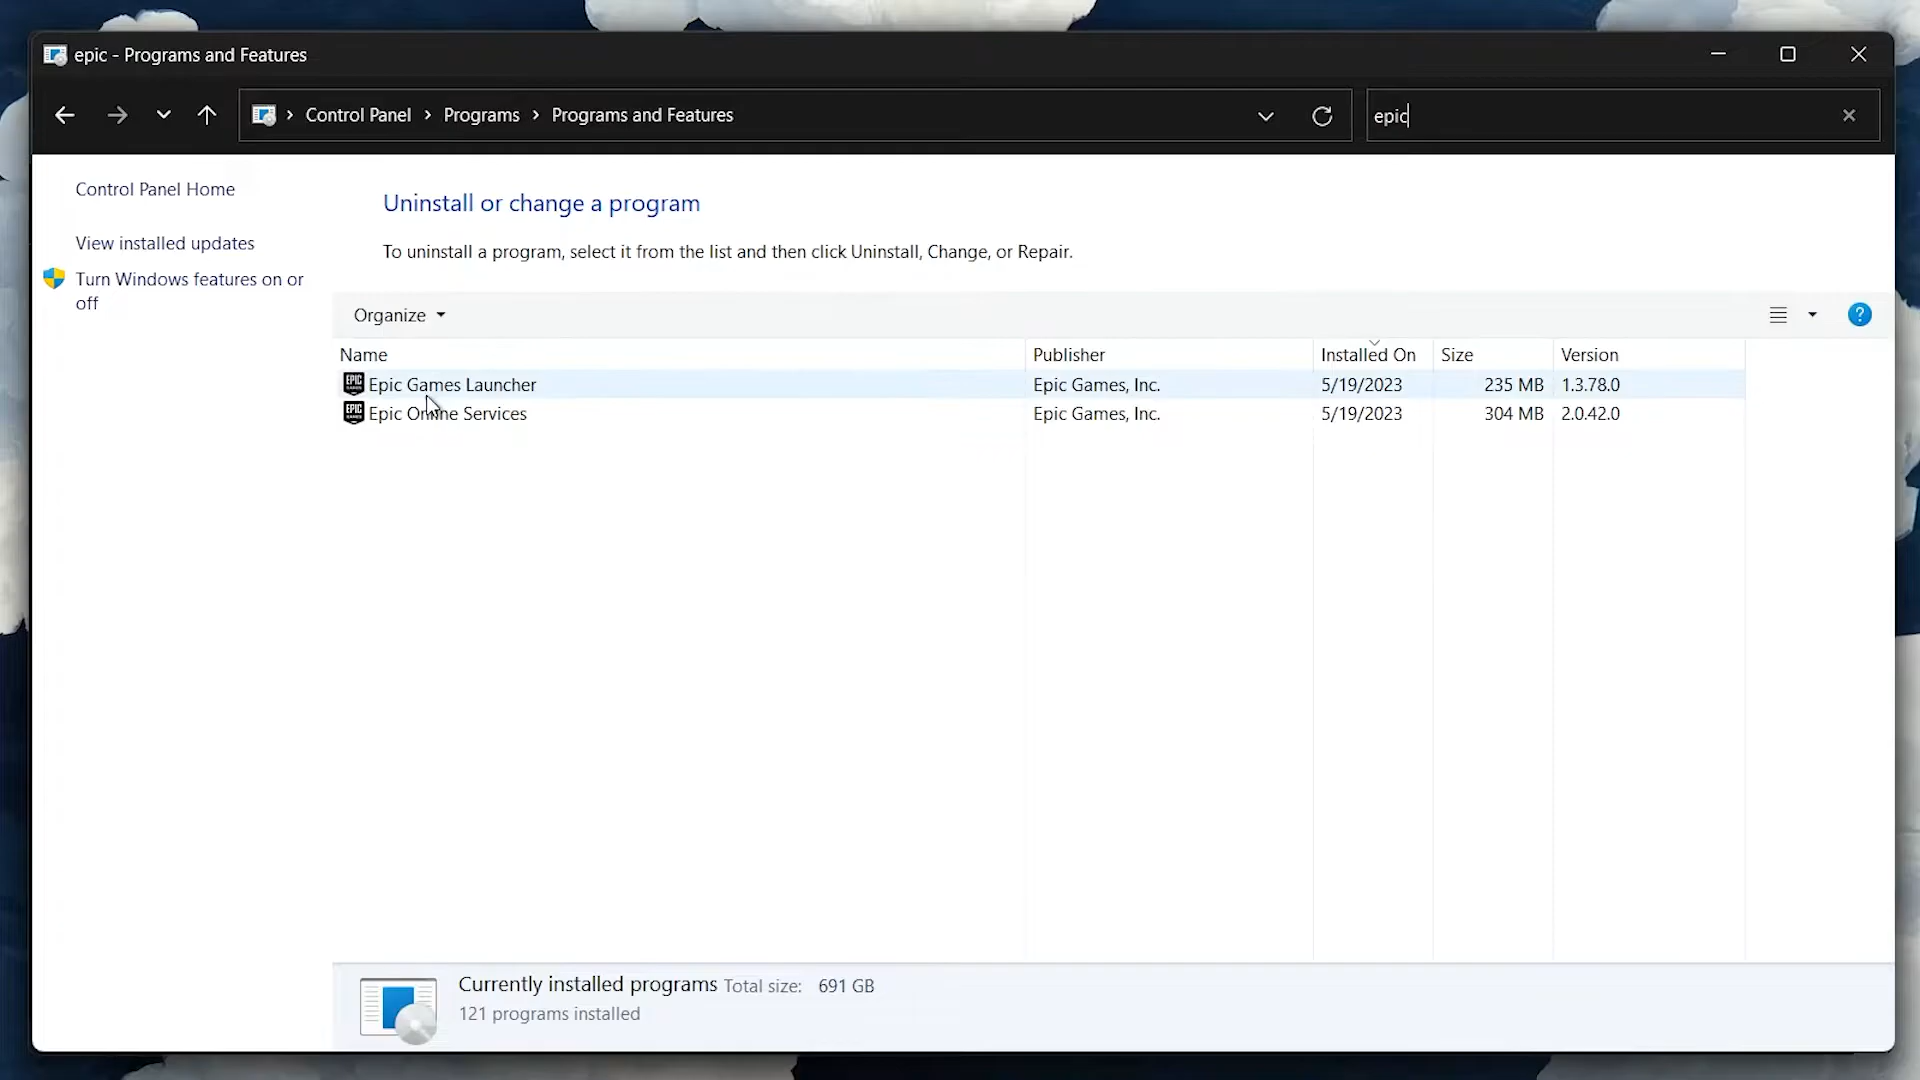 epic - Programs and Features
Control Panel > Programs > Programs and Features
epic
Control Panel Home
View installed updates
Turn Windows features on or
off
Uninstall or change a program
To uninstall a program, select it from the list and then click Uninstall, Change, or Repair.
Organize
?
Name Publisher Installed On Size Version
EPIC GAMES Epic Games Launcher Epic Games, Inc. 5/19/2023 235 MB 1.3.78.0
EPIC GAMES Epic Online Services Epic Games, Inc. 5/19/2023 304 MB 2.0.42.0
Currently installed programs Total size: 691 GB
121 programs installed